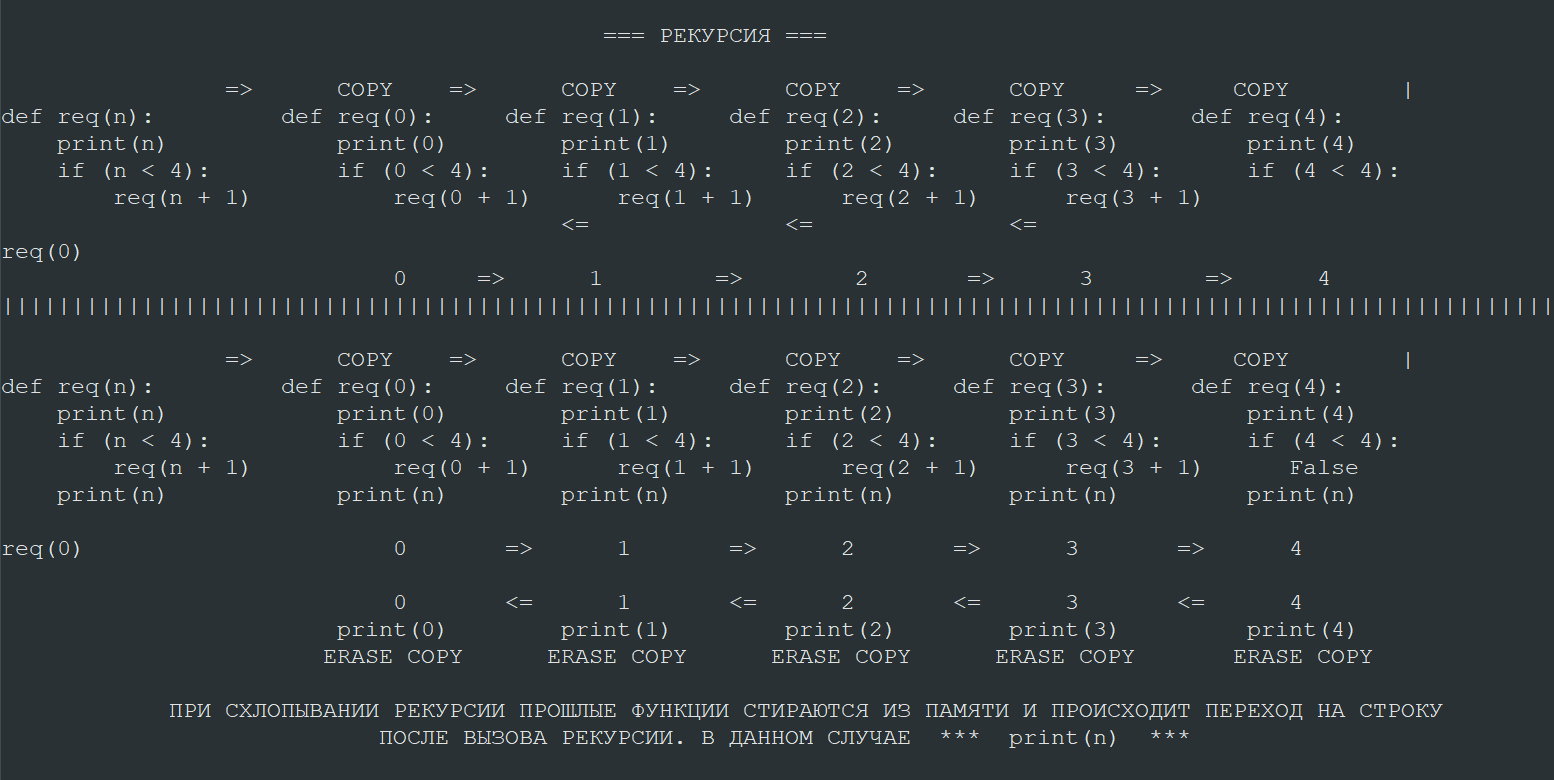 === РЕКУРСИЯ ===
=> COPY => COPY => COPY => COPY => COPY |
def req(n): def req(0): def req(1): def req(2): def req(3): def req(4):
print(n) print(0) print(1) print(2) print(3) print(4)
if (n < 4): if (0 < 4): if (1 < 4): if (2 < 4): if (3 < 4): if (4 < 4):
req(n + 1) req(0 + 1) req(1 + 1) req(2 + 1) req(3 + 1)
<= <= <=
req(0)
0 => 1 => 2 => 3 => 4
|||||||||||||||||||||||||||||||||||||||||||||||||||||||||||||||||||||||||||||||||||||||||||||||||||||||||||||||
=> COPY => COPY => COPY => COPY => COPY |
def req(n): def req(0): def req(1): def req(2): def req(3): def req(4):
print(n) print(0) print(1) print(2) print(3) print(4)
if (n < 4): if (0 < 4): if (1 < 4): if (2 < 4): if (3 < 4): if (4 < 4):
req(n + 1) req(0 + 1) req(1 + 1) req(2 + 1) req(3 + 1) False
print(n) print(n) print(n) print(n) print(n) print(n)
req(0) 0 => 1 => 2 => 3 => 4
0 <= 1 <= 2 <= 3 <= 4
print(0) print(1) print(2) print(3) print(4)
ERASE COPY ERASE COPY ERASE COPY ERASE COPY ERASE COPY
ПРИ СХЛОПЫВАНИИ РЕКУРСИИ ПРОШЛЫЕ ФУНКЦИИ СТИРАЮТСЯ ИЗ ПАМЯТИ И ПРОИСХОДИТ ПЕРЕХОД НА СТРОКУ
ПОСЛЕ ВЫЗОВА РЕКУРСИИ. В ДАННОМ СЛУЧАЕ *** print(n) ***